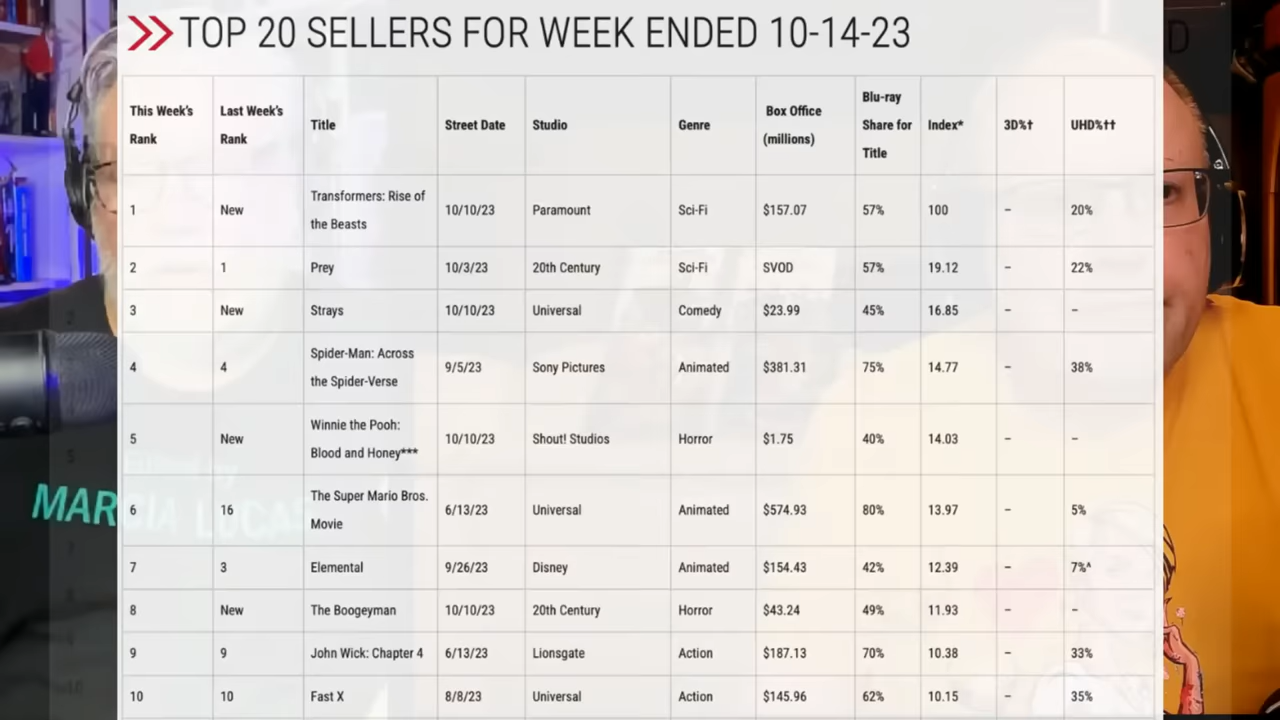 TOP 20 SELLERS FOR WEEK ENDED 10-14-23
This Week's Rank Last Week's Rank Title Street Date Studio Genre Box Office (millions) Blu-ray Share for Title Index* 3D%† UHD%††
1 New Transformers: Rise of the Beasts 10/10/23 Paramount Sci-Fi $157.07 57% 100 – 20%
2 1 Prey 10/3/23 20th Century Sci-Fi SVOD 57% 19.12 – 22%
3 New Strays 10/10/23 Universal Comedy $23.99 45% 16.85 – –
4 4 Spider-Man: Across the Spider-Verse 9/5/23 Sony Pictures Animated $381.31 75% 14.77 – 38%
5 New Winnie the Pooh: Blood and Honey*** 10/10/23 Shout! Studios Horror $1.75 40% 14.03 – –
6 16 The Super Mario Bros. Movie 6/13/23 Universal Animated $574.93 80% 13.97 – 5%
7 3 Elemental 9/26/23 Disney Animated $154.43 42% 12.39 – 7%^
8 New The Boogeyman 10/10/23 20th Century Horror $43.24 49% 11.93 – –
9 9 John Wick: Chapter 4 6/13/23 Lionsgate Action $187.13 70% 10.38 – 33%
10 10 Fast X 8/8/23 Universal Action $145.96 62% 10.15 – 35%
MARCIA LUCAS